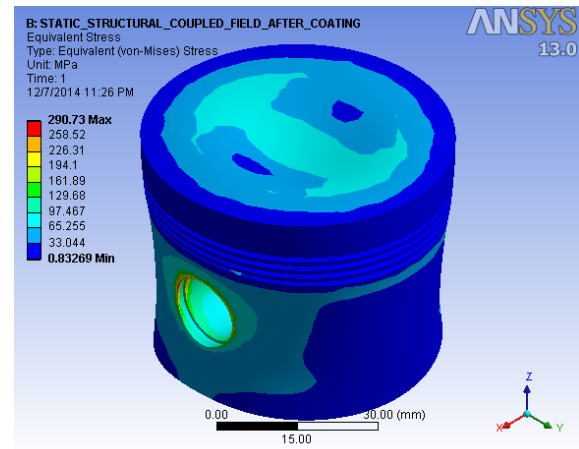 B: STATIC_STRUCTURAL_COUPLED_FIELD_AFTER_COATING
Equivalent Stress
Type: Equivalent (von-Mises) Stress
Unit: MPa
Time: 1
12/7/2014 11:26 PM
ANSYS
13.0
290.73 Max
258.52
226.31
194.1
161.89
129.68
97.467
65.255
33.044
0.83269 Min
0.00
30.00 (mm)
15.00
Z
X
Y